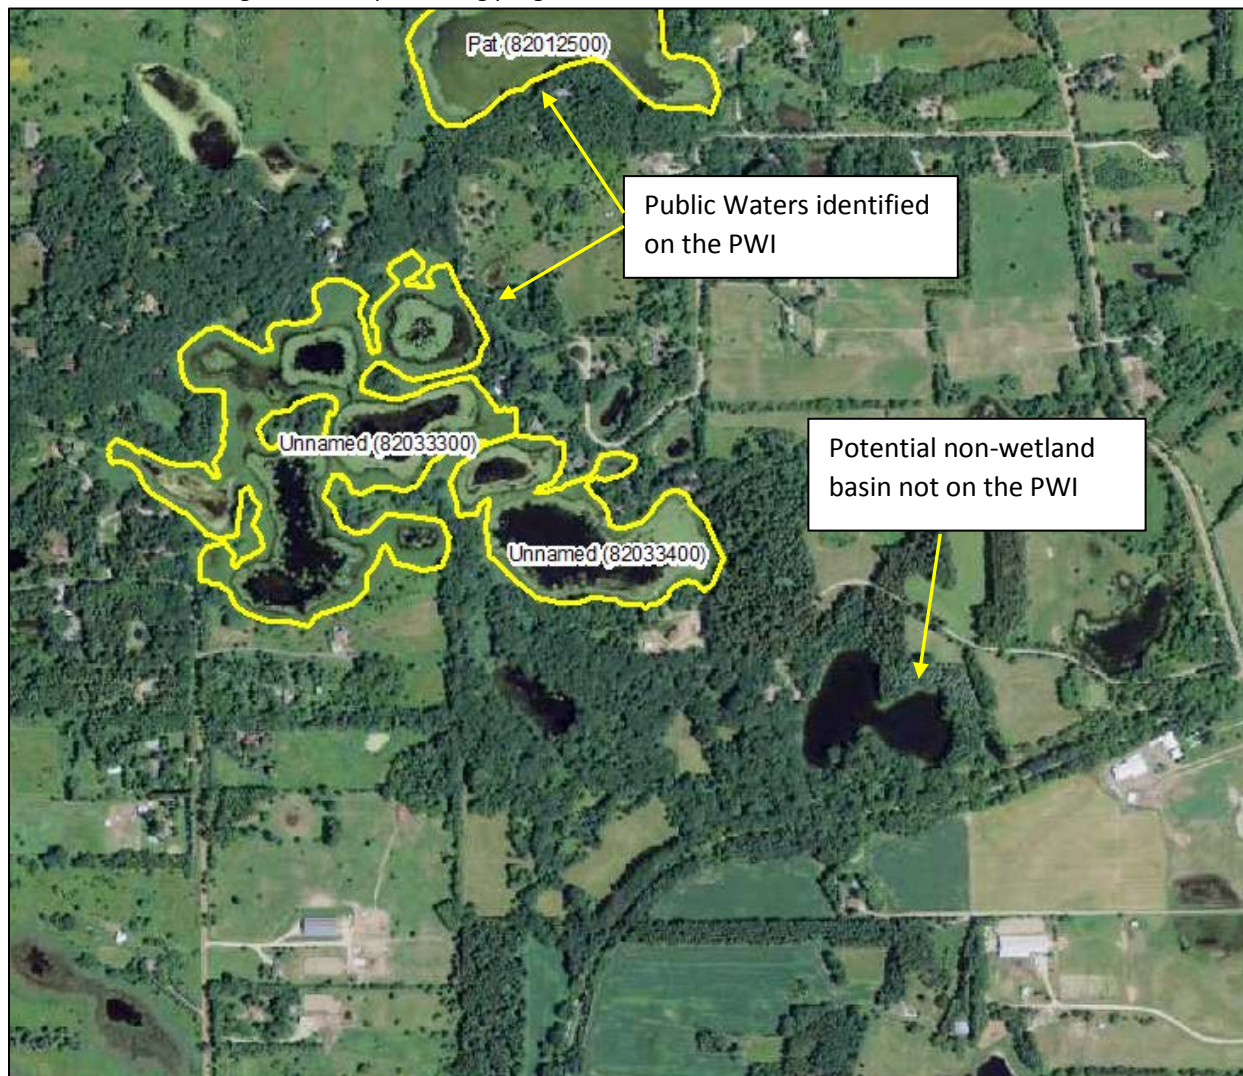 Pat (82012500)
Public Waters identified
on the PWI
Unnamed (82033300)
Potential non-wetland
basin not on the PWI
Unnamed (82033400)